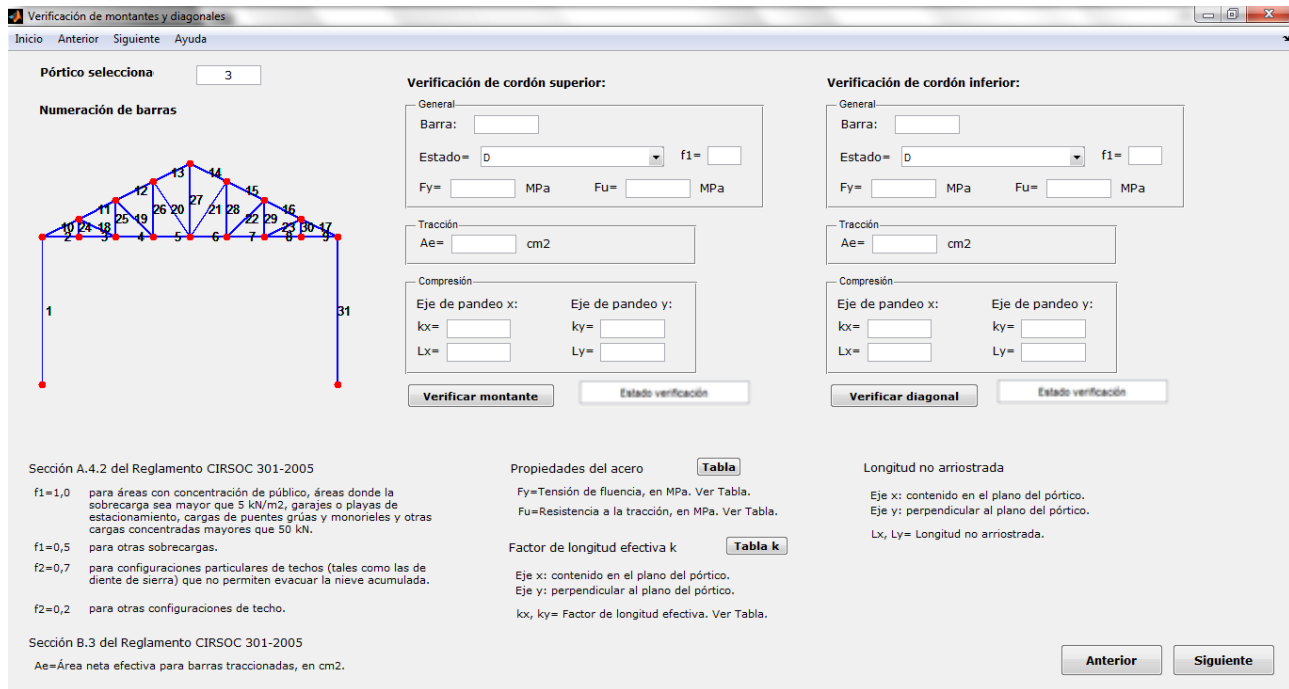 Verificación de montantes y diagonales
Inicio Anterior Siguiente Ayuda
Pórtico selecciona 3
Numeración de barras
13 14
12 15
11 27 16
10 24 18 25 19 26 20 21 28 22 29 23 30 17
2 3 4 5 6 7 8 9
1 31
Verificación de cordón superior:
General
Barra:
Estado= D f1=
Fy= MPa Fu= MPa
Tracción
Ae= cm2
Compresión
Eje de pandeo x: Eje de pandeo y:
kx= ky=
Lx= Ly=
Verificar montante Estado verificación
Verificación de cordón inferior:
General
Barra:
Estado= D f1=
Fy= MPa Fu= MPa
Tracción
Ae= cm2
Compresión
Eje de pandeo x: Eje de pandeo y:
kx= ky=
Lx= Ly=
Verificar diagonal Estado verificación
Sección A.4.2 del Reglamento CIRSOC 301-2005
f1=1,0 para áreas con concentración de público, áreas donde la
sobrecarga sea mayor que 5 kN/m2, garajes o playas de
estacionamiento, cargas de puentes grúas y monorieles y otras
cargas concentradas mayores que 50 kN.
f1=0,5 para otras sobrecargas.
f2=0,7 para configuraciones particulares de techos (tales como las de
diente de sierra) que no permiten evacuar la nieve acumulada.
f2=0,2 para otras configuraciones de techo.
Sección B.3 del Reglamento CIRSOC 301-2005
Ae=Área neta efectiva para barras traccionadas, en cm2.
Propiedades del acero Tabla
Fy=Tensión de fluencia, en MPa. Ver Tabla.
Fu=Resistencia a la tracción, en MPa. Ver Tabla.
Factor de longitud efectiva k Tabla k
Eje x: contenido en el plano del pórtico.
Eje y: perpendicular al plano del pórtico.
kx, ky= Factor de longitud efectiva. Ver Tabla.
Longitud no arriostrada
Eje x: contenido en el plano del pórtico.
Eje y: perpendicular al plano del pórtico.
Lx, Ly= Longitud no arriostrada.
Anterior Siguiente